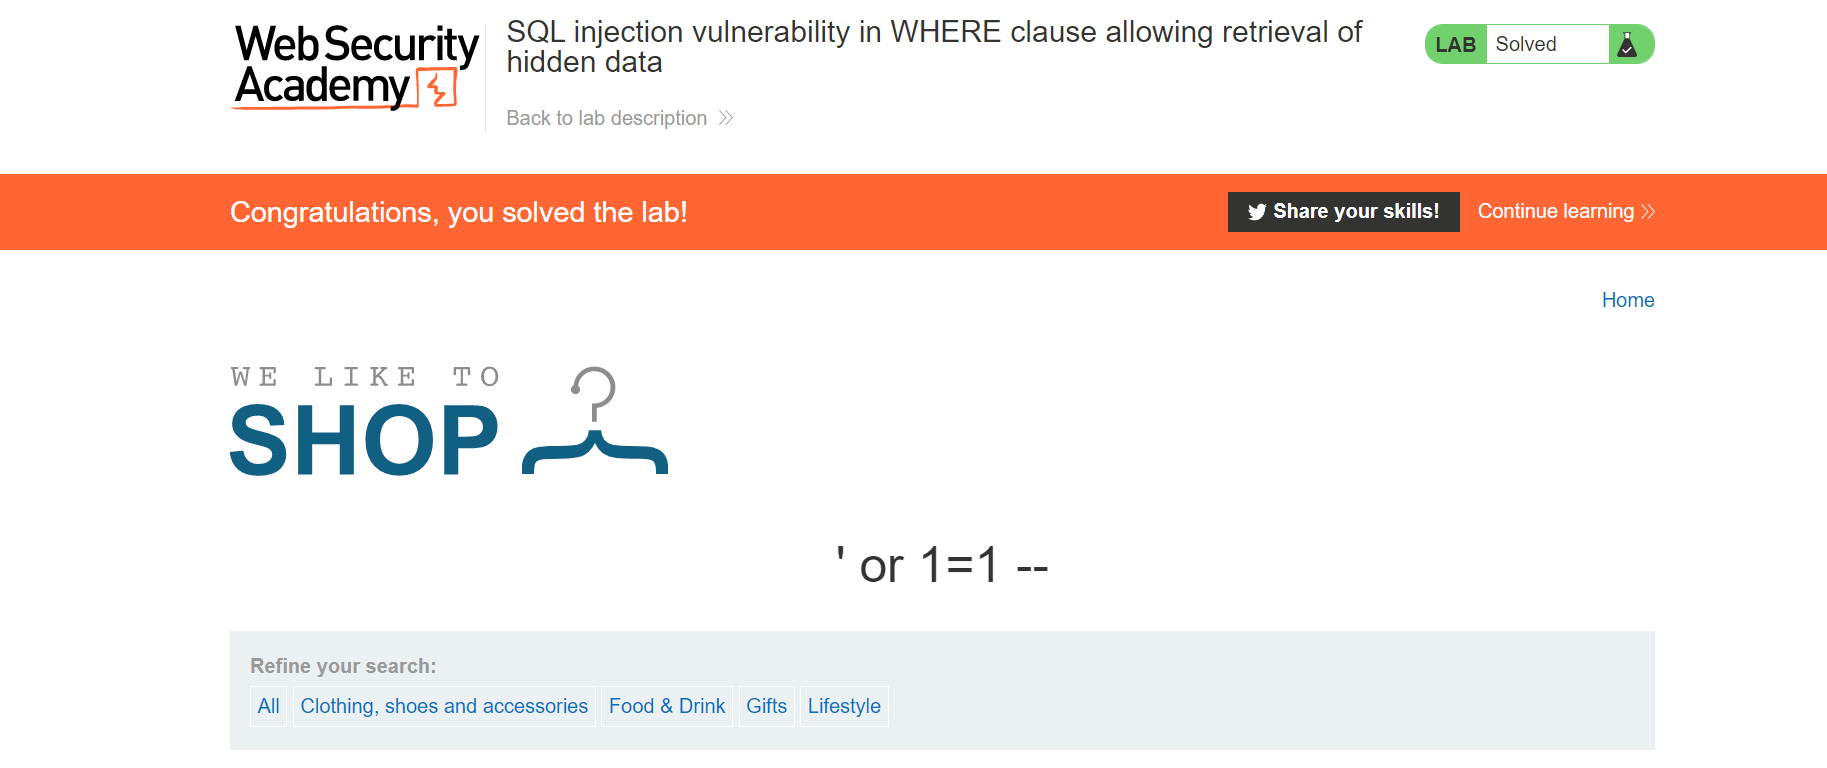 Web Security
Academy
SQL injection vulnerability in WHERE clause allowing retrieval of
hidden data
Back to lab description
LAB Solved
Congratulations, you solved the lab!
Share your skills! Continue learning
Home
WE LIKE TO
SHOP
' or 1=1 --
Refine your search:
All Clothing, shoes and accessories Food & Drink Gifts Lifestyle